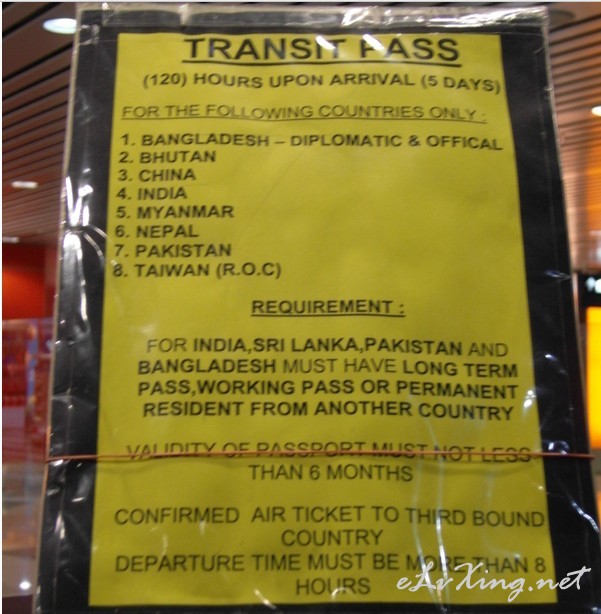 TRANSIT PASS
(120) HOURS UPON ARRIVAL (5 DAYS)
FOR THE FOLLOWING COUNTRIES ONLY :
1. BANGLADESH – DIPLOMATIC & OFFICAL
2. BHUTAN
3. CHINA
4. INDIA
5. MYANMAR
6. NEPAL
7. PAKISTAN
8. TAIWAN (R.O.C)
REQUIREMENT :
FOR INDIA,SRI LANKA,PAKISTAN AND
BANGLADESH MUST HAVE LONG TERM
PASS,WORKING PASS OR PERMANENT
RESIDENT FROM ANOTHER COUNTRY
VALIDITY OF PASSPORT MUST NOT LESS
THAN 6 MONTHS
CONFIRMED AIR TICKET TO THIRD BOUND
COUNTRY
DEPARTURE TIME MUST BE MORE THAN 8
HOURS
eLvXing.net